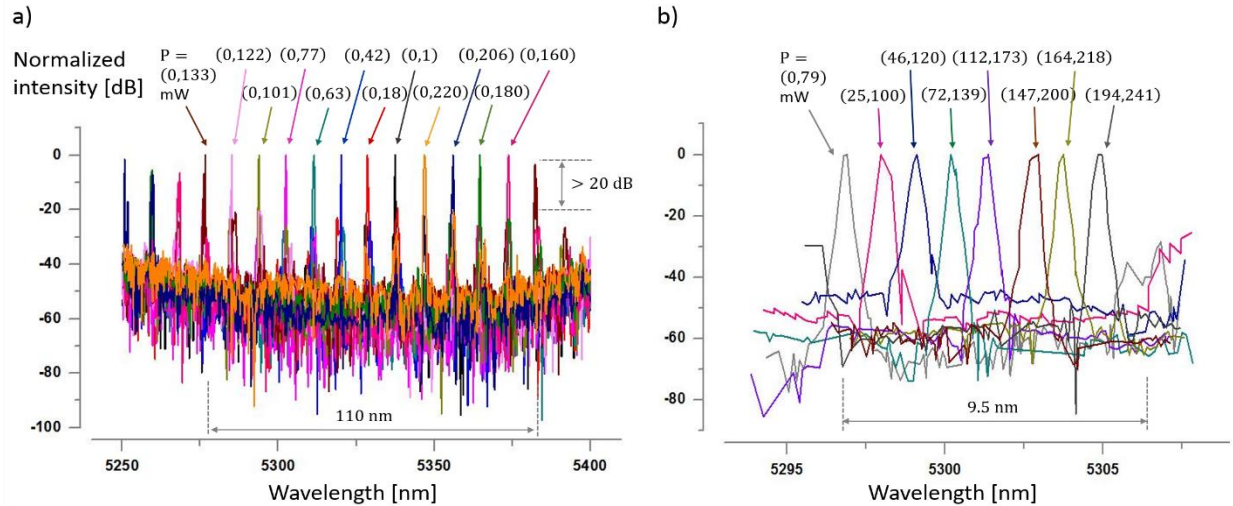 a)
Normalized
intensity [dB]
P =
(0,133)
mW
(0,122) (0,77) (0,42) (0,1) (0,206) (0,160)
(0,101) (0,63) (0,18) (0,220) (0,180)
0
-20
-40
-60
-80
-100
> 20 dB
110 nm
5250 5300 5350 5400
Wavelength [nm]
b)
P =
(0,79)
mW
(46,120) (112,173) (164,218)
(25,100) (72,139) (147,200) (194,241)
0
-20
-40
-60
-80
9.5 nm
5295 5300 5305
Wavelength [nm]